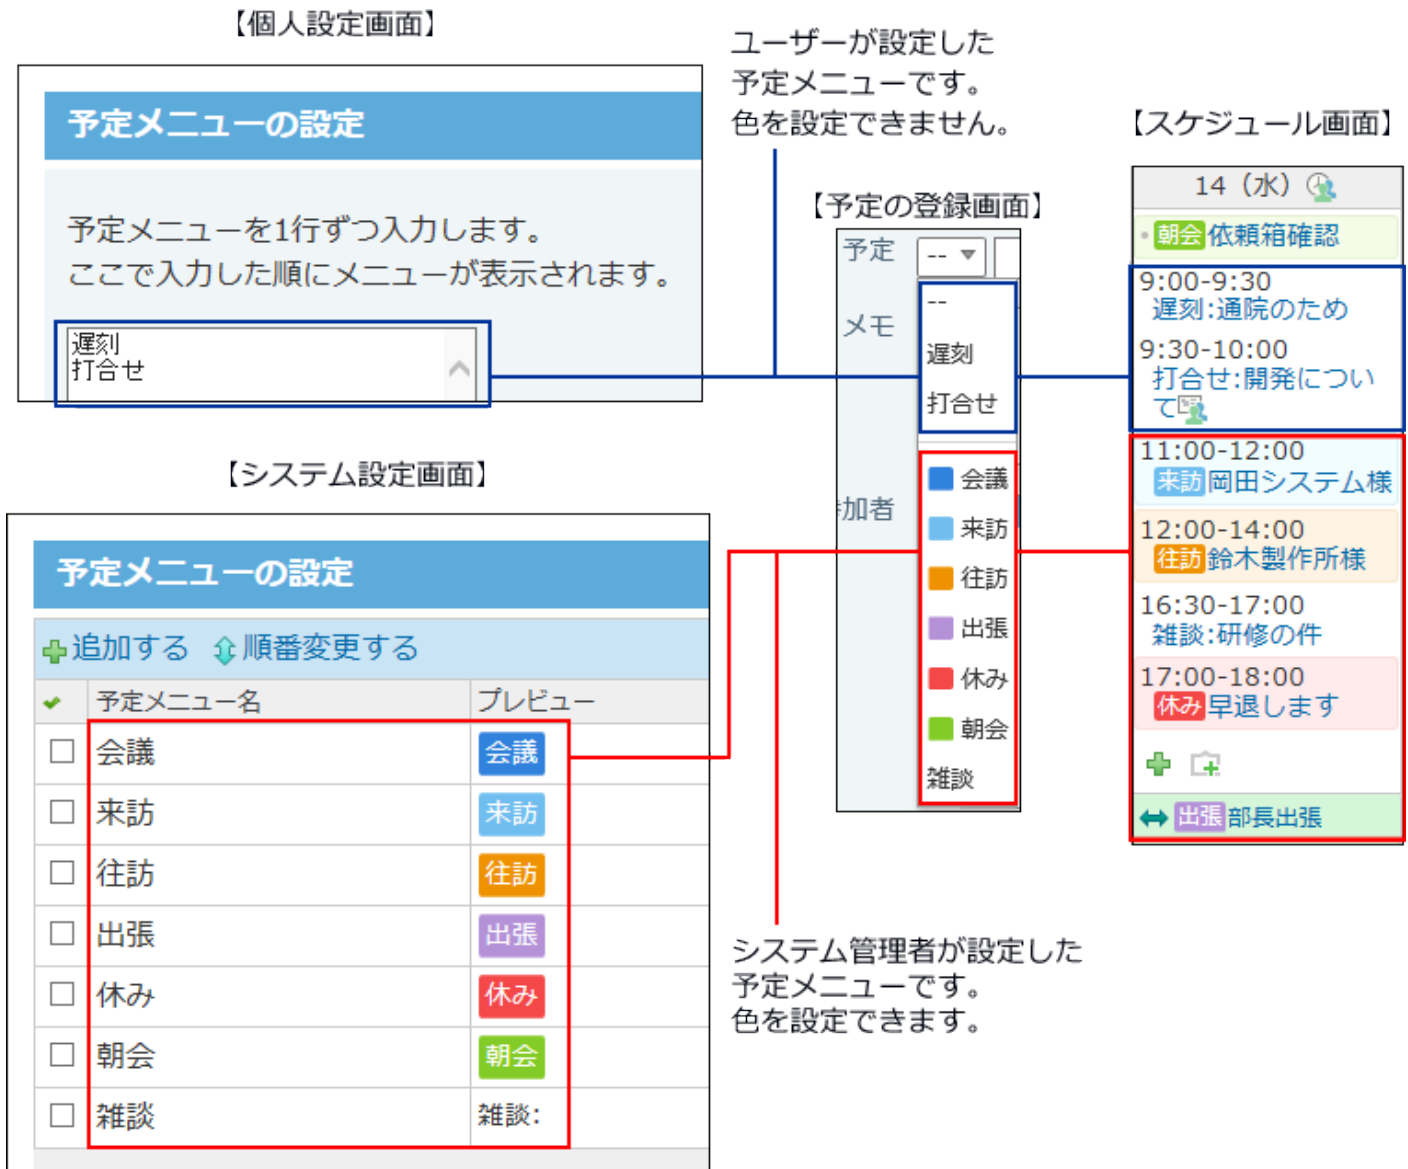 【個人設定画面】
予定メニューの設定
予定メニューを1行ずつ入力します。
ここで入力した順にメニューが表示されます。
遅刻
打合せ
ユーザーが設定した
予定メニューです。
色を設定できません。
【システム設定画面】
予定メニューの設定
追加する 順番変更する
予定メニュー名 プレビュー
会議 会議
来訪 来訪
往訪 往訪
出張 出張
休み 休み
朝会 朝会
雑談 雑談:
【予定の登録画面】
予定 --
メモ
加者
--
遅刻
打合せ
会議
来訪
往訪
出張
休み
朝会
雑談
システム管理者が設定した
予定メニューです。
色を設定できます。
【スケジュール画面】
14（水）
朝会 依頼箱確認
9:00-9:30
遅刻:通院のため
9:30-10:00
打合せ:開発につい
て
11:00-12:00
来訪 岡田システム様
12:00-14:00
往訪 鈴木製作所様
16:30-17:00
雑談:研修の件
17:00-18:00
休み 早退します
出張 部長出張